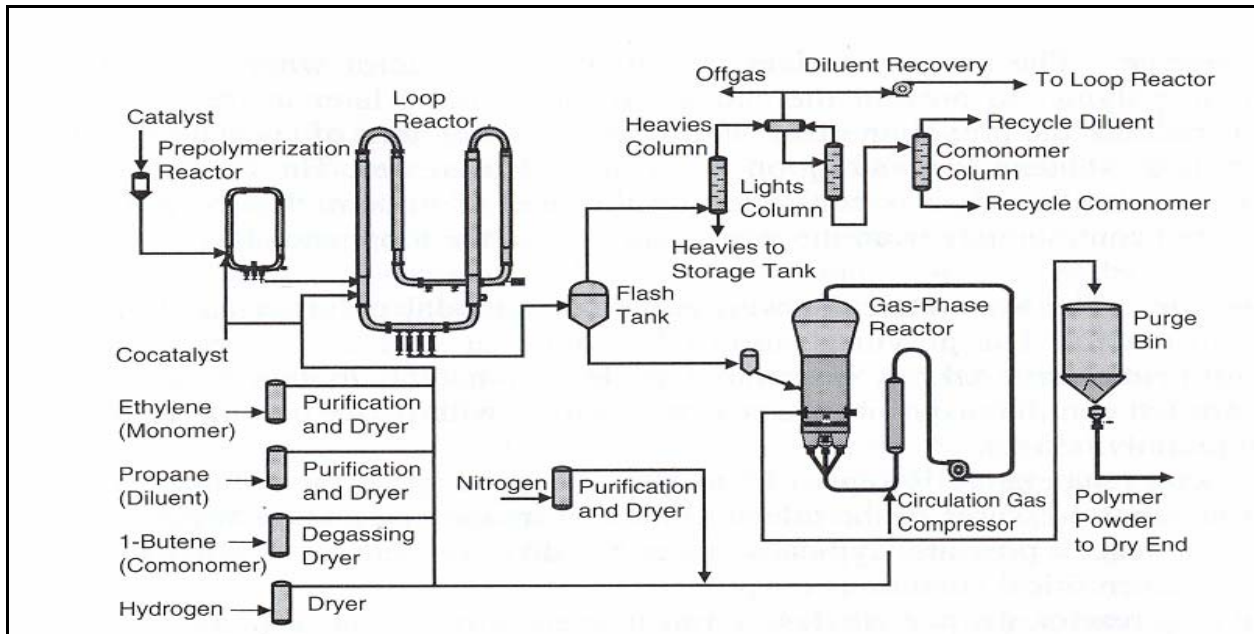 Catalyst
Prepolymerization
Reactor
Loop
Reactor
Cocatalyst
Ethylene
(Monomer)
Purification
and Dryer
Propane
(Diluent)
Purification
and Dryer
1-Butene
(Comonomer)
Degassing
Dryer
Hydrogen
Dryer
Nitrogen
Purification
and Dryer
Offgas
Diluent Recovery
To Loop Reactor
Heavies
Column
Lights
Column
Heavies to
Storage Tank
Recycle Diluent
Comonomer
Column
Recycle Comonomer
Flash
Tank
Gas-Phase
Reactor
Circulation Gas
Compressor
Purge
Bin
Polymer
Powder
to Dry End